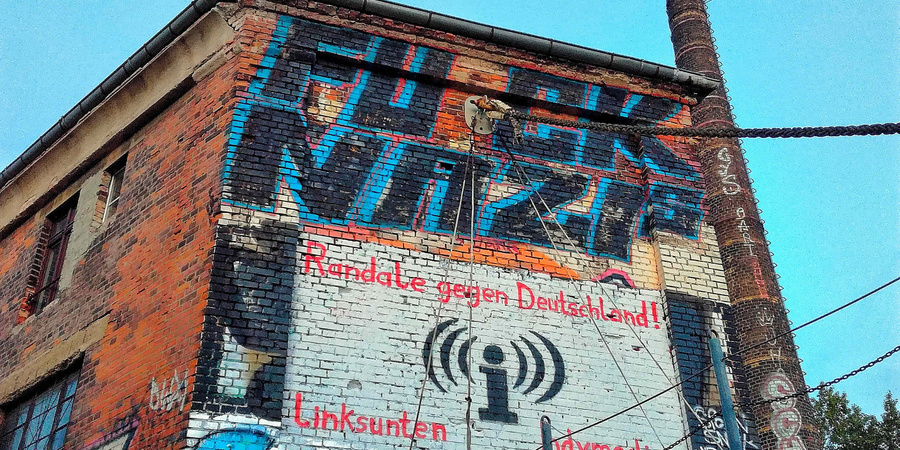 FUCK
NAZIS
Randale gegen Deutschland!
i
Linksunten